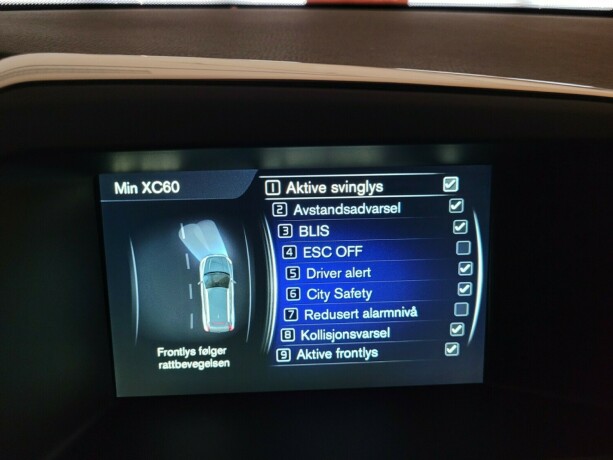 Min XC60
1 Aktive svinglys
2 Avstandsadvarsel
3 BLIS
4 ESC OFF
5 Driver alert
6 City Safety
7 Redusert alarmnivå
8 Kollisjonsvarsel
9 Aktive frontlys
Frontlys følger
rattbevegelsen